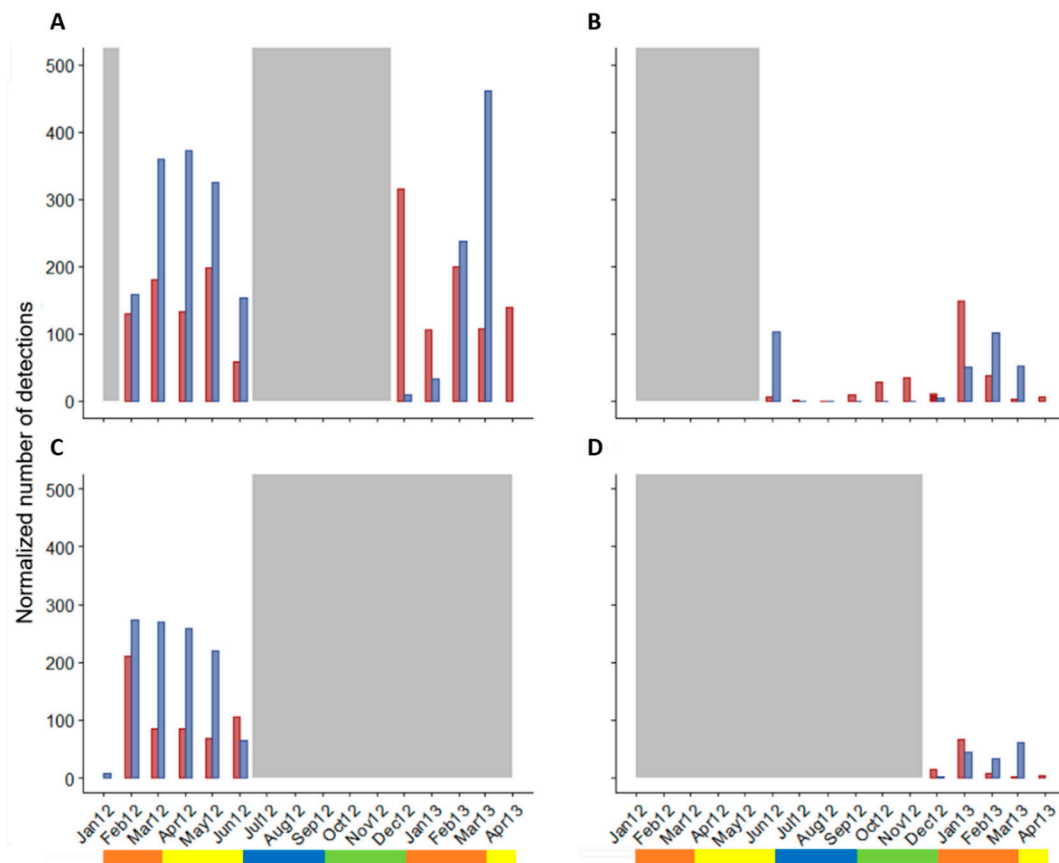 A
B
500
400
300
200
100
0
C
D
500
400
300
200
100
0
Normalized number of detections
Jan12 Feb12 Mar12 Apr12 May12 Jun12 Jul12 Aug12 Sep12 Oct12 Nov12 Dec12 Jan13 Feb13 Mar13 Apr13
Jan12 Feb12 Mar12 Apr12 May12 Jun12 Jul12 Aug12 Sep12 Oct12 Nov12 Dec12 Jan13 Feb13 Mar13 Apr13